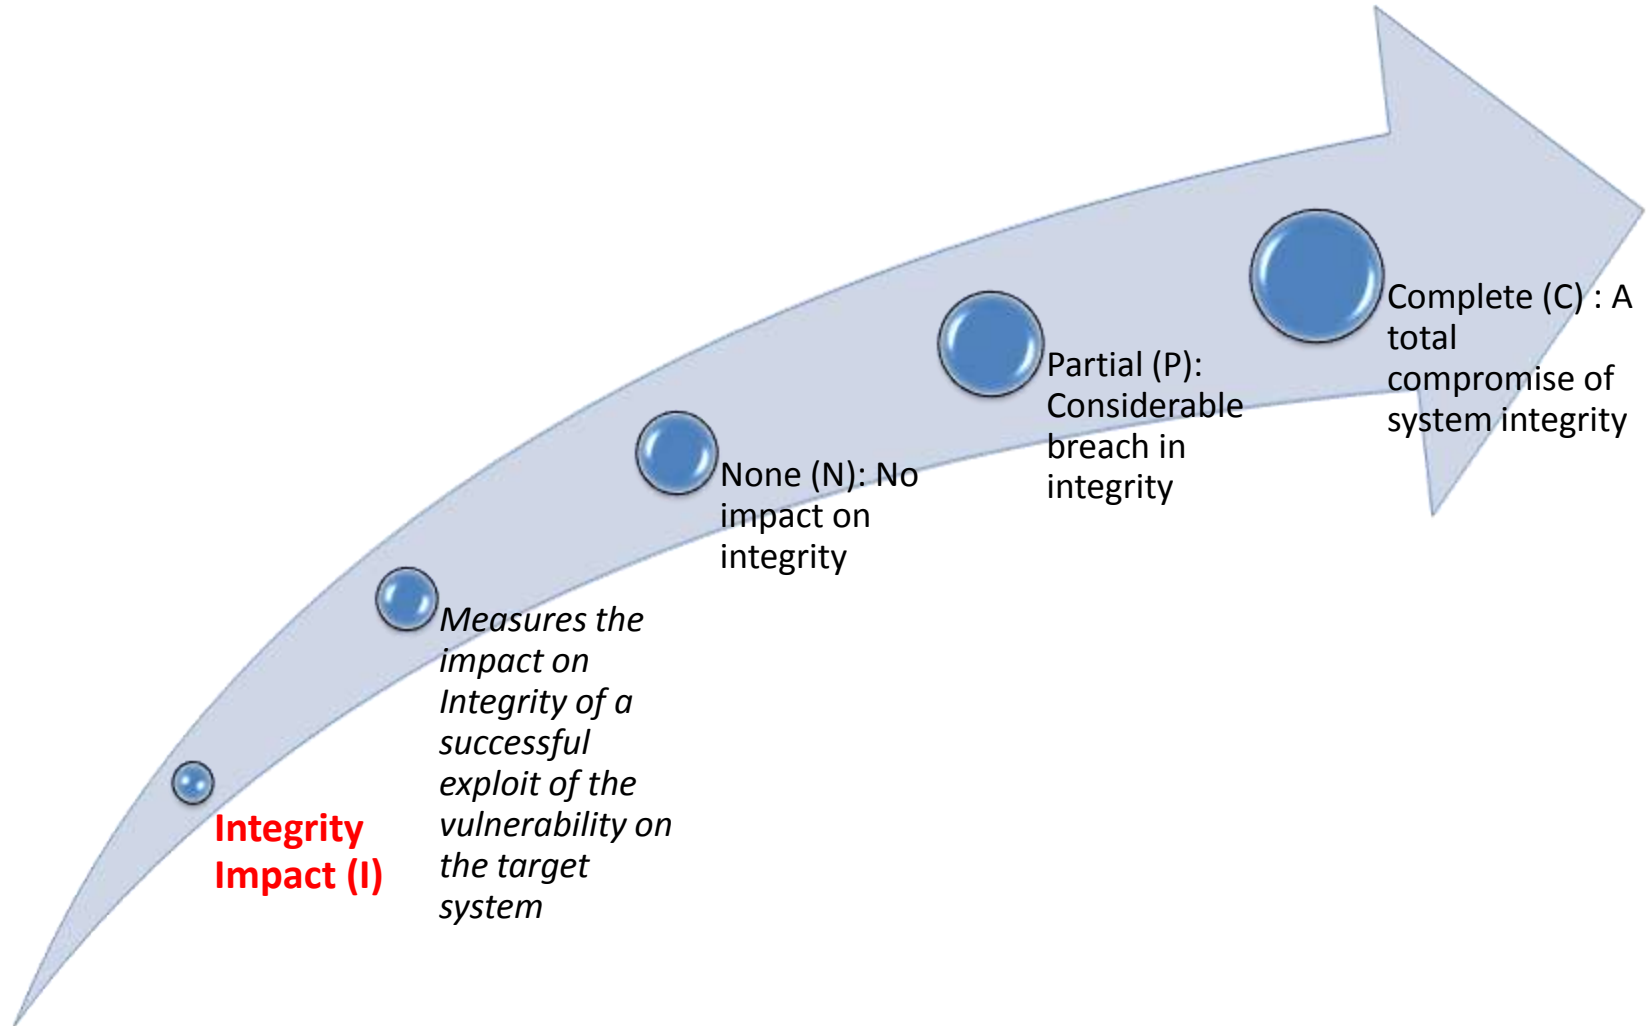 Integrity
Impact (I)
Measures the
impact on
Integrity of a
successful
exploit of the
vulnerability on
the target
system
None (N): No
impact on
integrity
Partial (P):
Considerable
breach in
integrity
Complete (C) : A
total
compromise of
system integrity